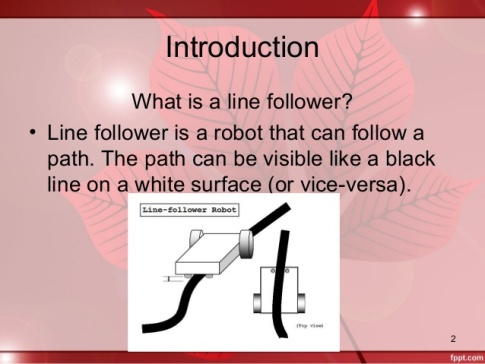 Introduction
What is a line follower?
• Line follower is a robot that can follow a
path. The path can be visible like a black
line on a white surface (or vice-versa).
Line-follower Robot
(Top view)
2
fppt.com